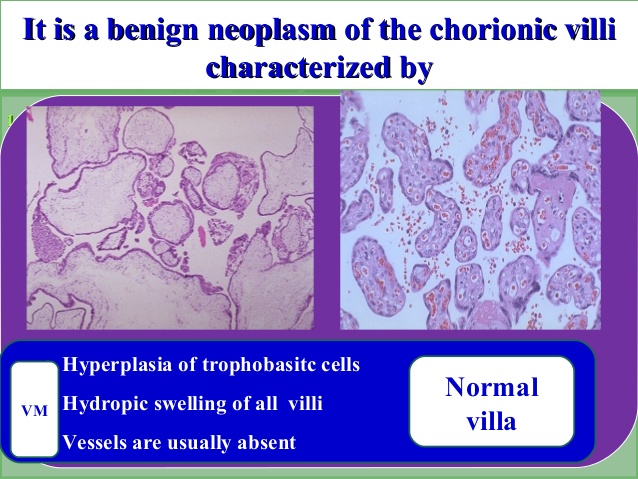 It is a benign neoplasm of the chorionic villi
characterized by
Hyperplasia of trophobasitc cells
VM
Hydropic swelling of all villi
Vessels are usually absent
Normal
villa